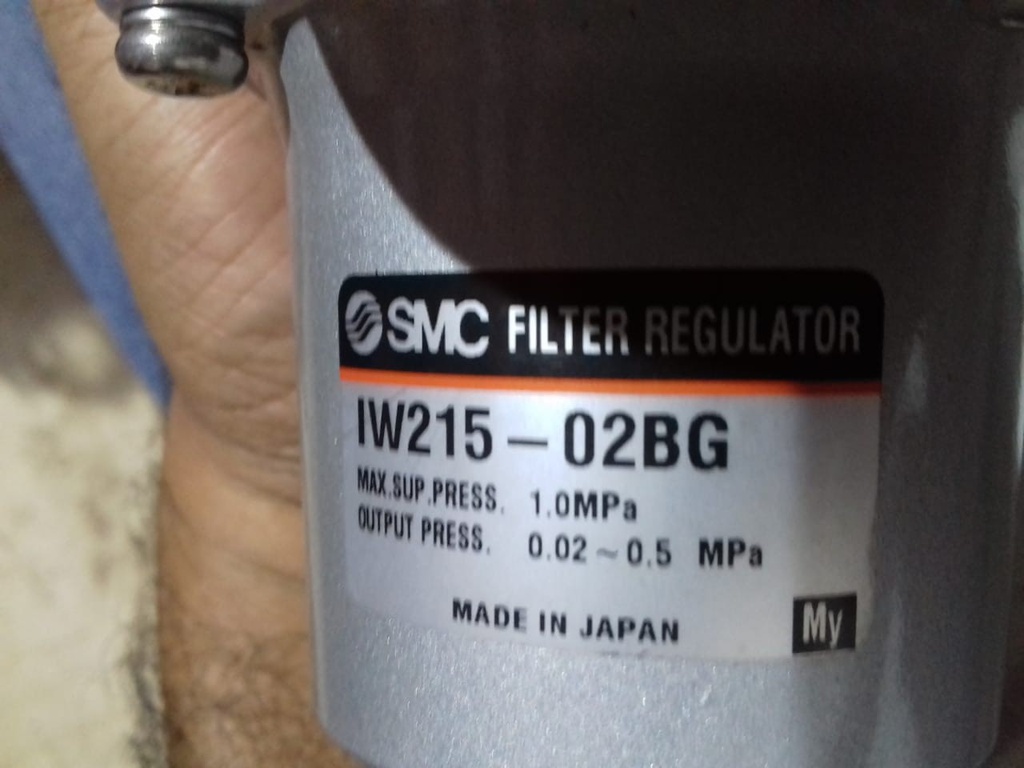 SMC FILTER REGULATOR
IW215-02BG
MAX.SUP.PRESS. 1.0MPa
OUTPUT PRESS. 0.02~0.5 MPa
MADE IN JAPAN
My